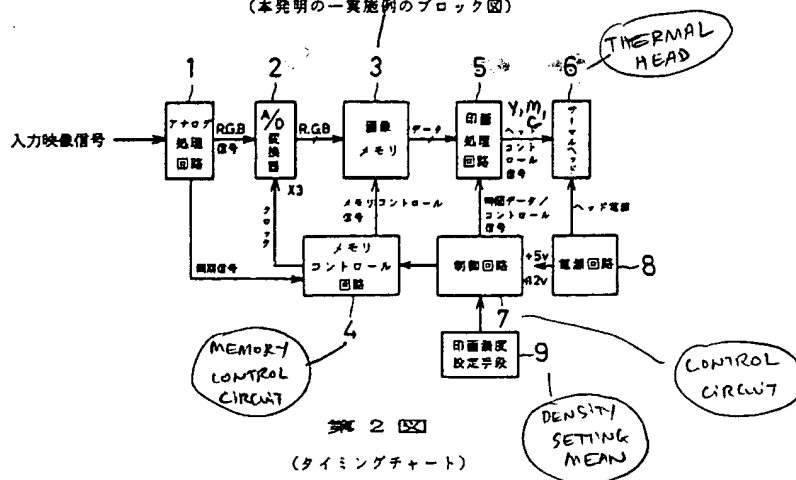 (本発明の一実施例のブロック図)
THERMAL
HEAD
1
2
3
5
6
入力映像信号
アナログ
処理
回路
R.G.B
信号
A/D
変換器
X3
R.G.B
画像
メモリ
データ
印画
処理
回路
Y, M,
C
ヘッド
コント
ロール
信号
サーマルヘッド
同期信号
クロック
メモリコントロール
信号
印画データ/
コントロール
信号
ヘッド電源
メモリ
コントロール
回路
制御回路
+5v
電源回路
8
4
7
印画濃度
設定手段
9
MEMORY
CONTROL
CIRCUIT
CONTROL
CIRCUIT
DENSITY
SETTING
MEAN
第 2 図
(タイミングチャート)